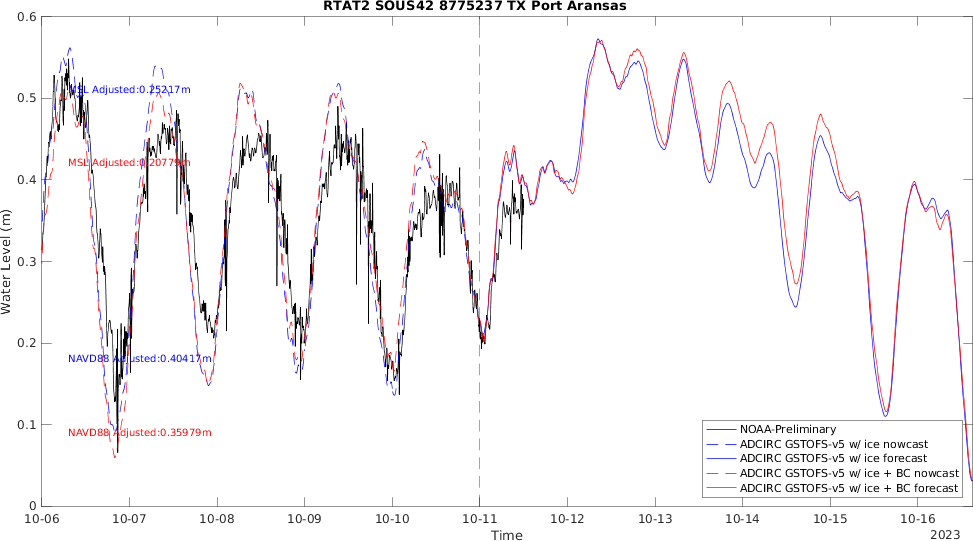 RTAT2 SOUS42 8775237 TX Port Aransas
Water Level (m)
0.6
0.5
0.4
0.3
0.2
0.1
0
MSL Adjusted:0.25217m
MSL Adjusted:0.20779m
NAVD88 Adjusted:0.40417m
NAVD88 Adjusted:0.35979m
NOAA-Preliminary
ADCIRC GSTOFS-v5 w/ ice nowcast
ADCIRC GSTOFS-v5 w/ ice forecast
ADCIRC GSTOFS-v5 w/ ice + BC nowcast
ADCIRC GSTOFS-v5 w/ ice + BC forecast
10-06 10-07 10-08 10-09 10-10 10-11 10-12 10-13 10-14 10-15 10-16
Time
2023